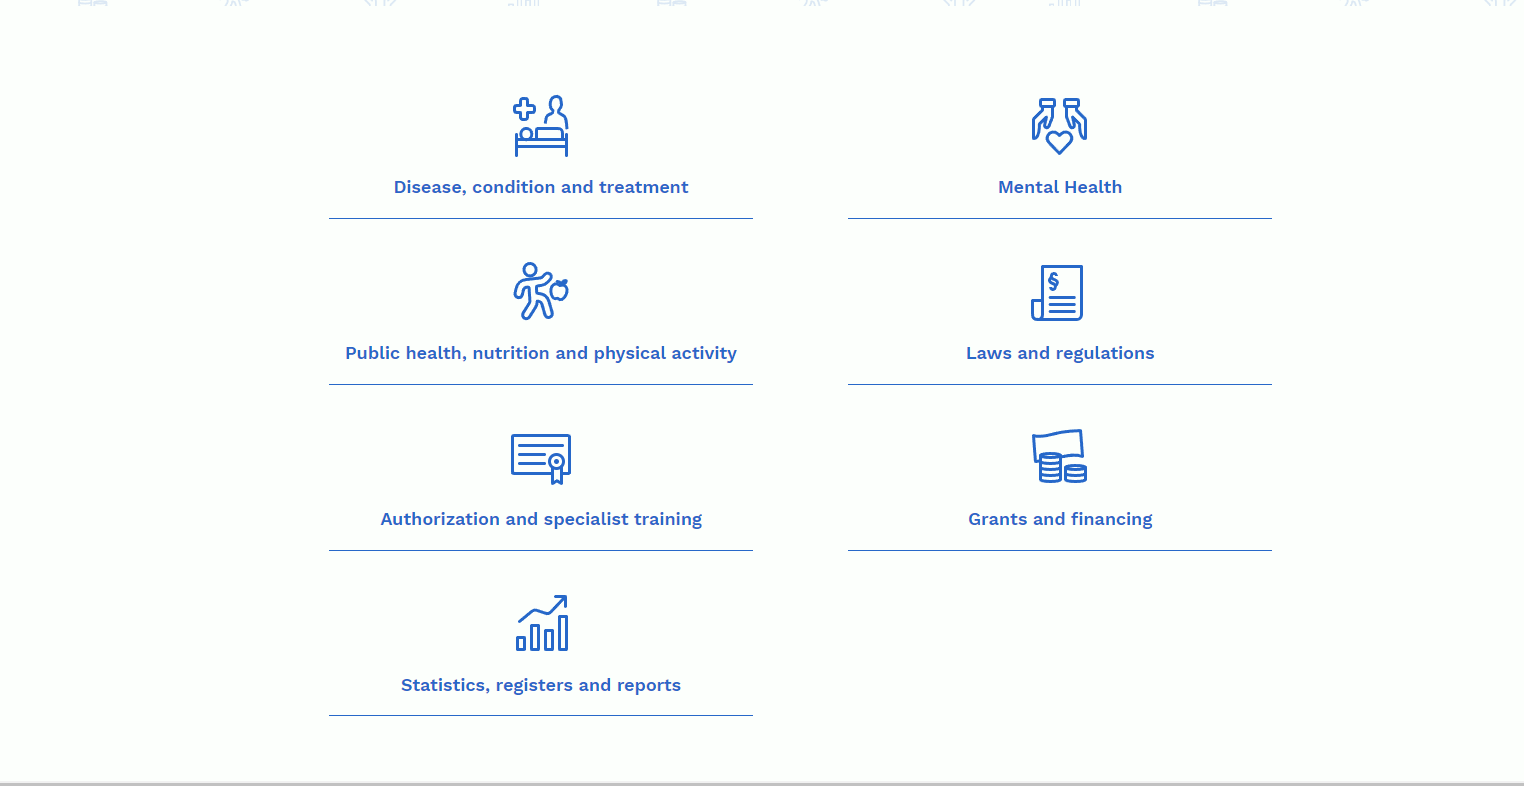 Disease, condition and treatment
Mental Health
Public health, nutrition and physical activity
Laws and regulations
Authorization and specialist training
Grants and financing
Statistics, registers and reports